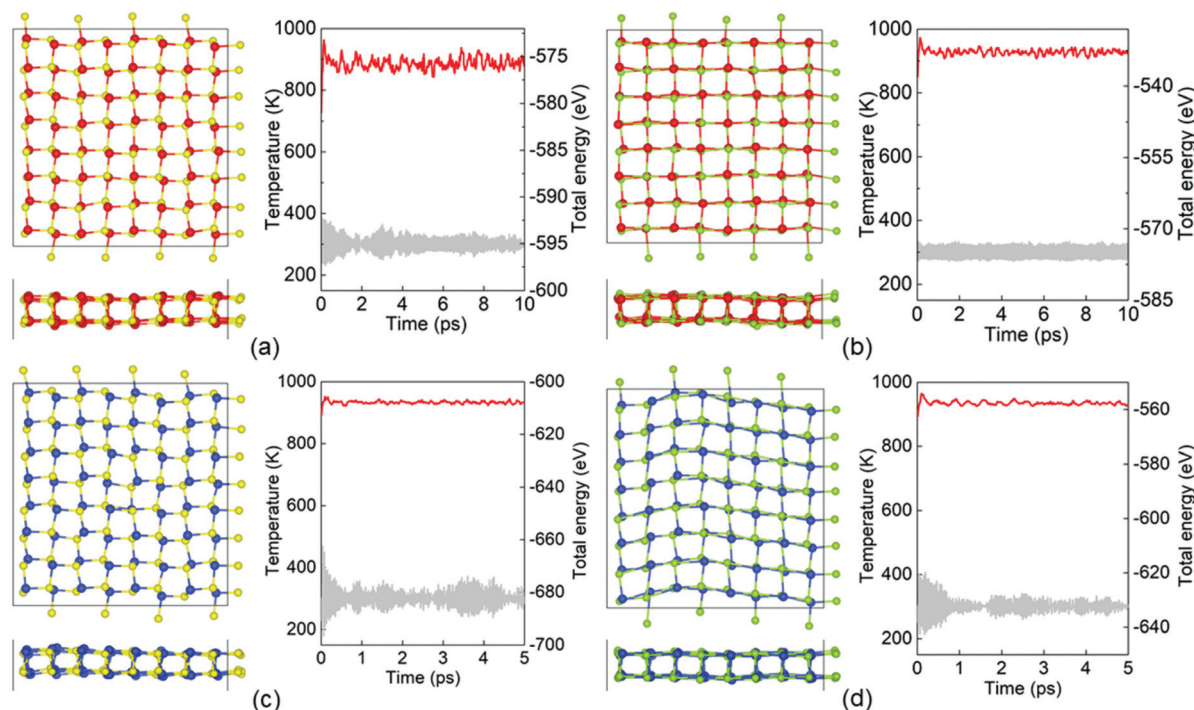 1000
800
600
400
200
Temperature (K)
0 2 4 6 8 10
Time (ps)
-575
-580
-585
-590
-595
-600
Total energy (eV)
(a)
1000
800
600
400
200
Temperature (K)
0 2 4 6 8 10
Time (ps)
-540
-555
-570
-585
Total energy (eV)
(b)
1000
800
600
400
200
Temperature (K)
0 1 2 3 4 5
Time (ps)
-600
-620
-640
-660
-680
-700
Total energy (eV)
(c)
1000
800
600
400
200
Temperature (K)
0 1 2 3 4 5
Time (ps)
-560
-580
-600
-620
-640
Total energy (eV)
(d)